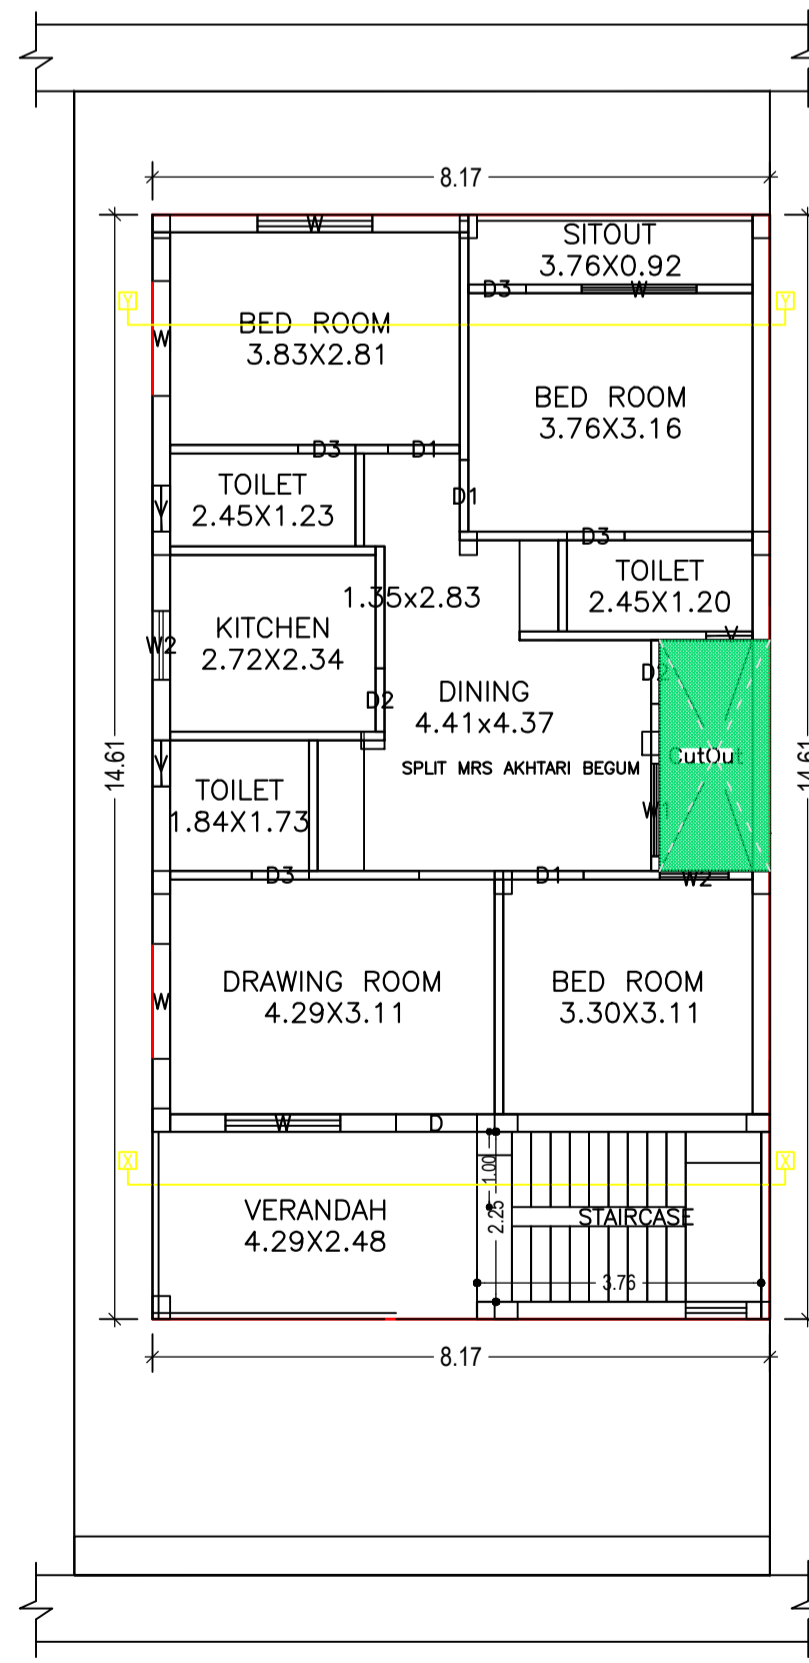 8.17
W
SITOUT
3.76X0.92
D3
W
Y
Y
BED ROOM
3.83X2.81
W
BED ROOM
3.76X3.16
D3
D1
TOILET
2.45X1.23
D1
V
D3
TOILET
2.45X1.20
1.35x2.83
KITCHEN
2.72X2.34
W2
V
D2
D2
DINING
4.41x4.37
SPLIT MRS AKHTARI BEGUM
CutOut
14.61
14.61
V
TOILET
1.84X1.73
W1
D3
D1
W2
DRAWING ROOM
4.29X3.11
BED ROOM
3.30X3.11
W
W
D
X
X
1.00
2.25
VERANDAH
4.29X2.48
STAIRCASE
3.76
8.17